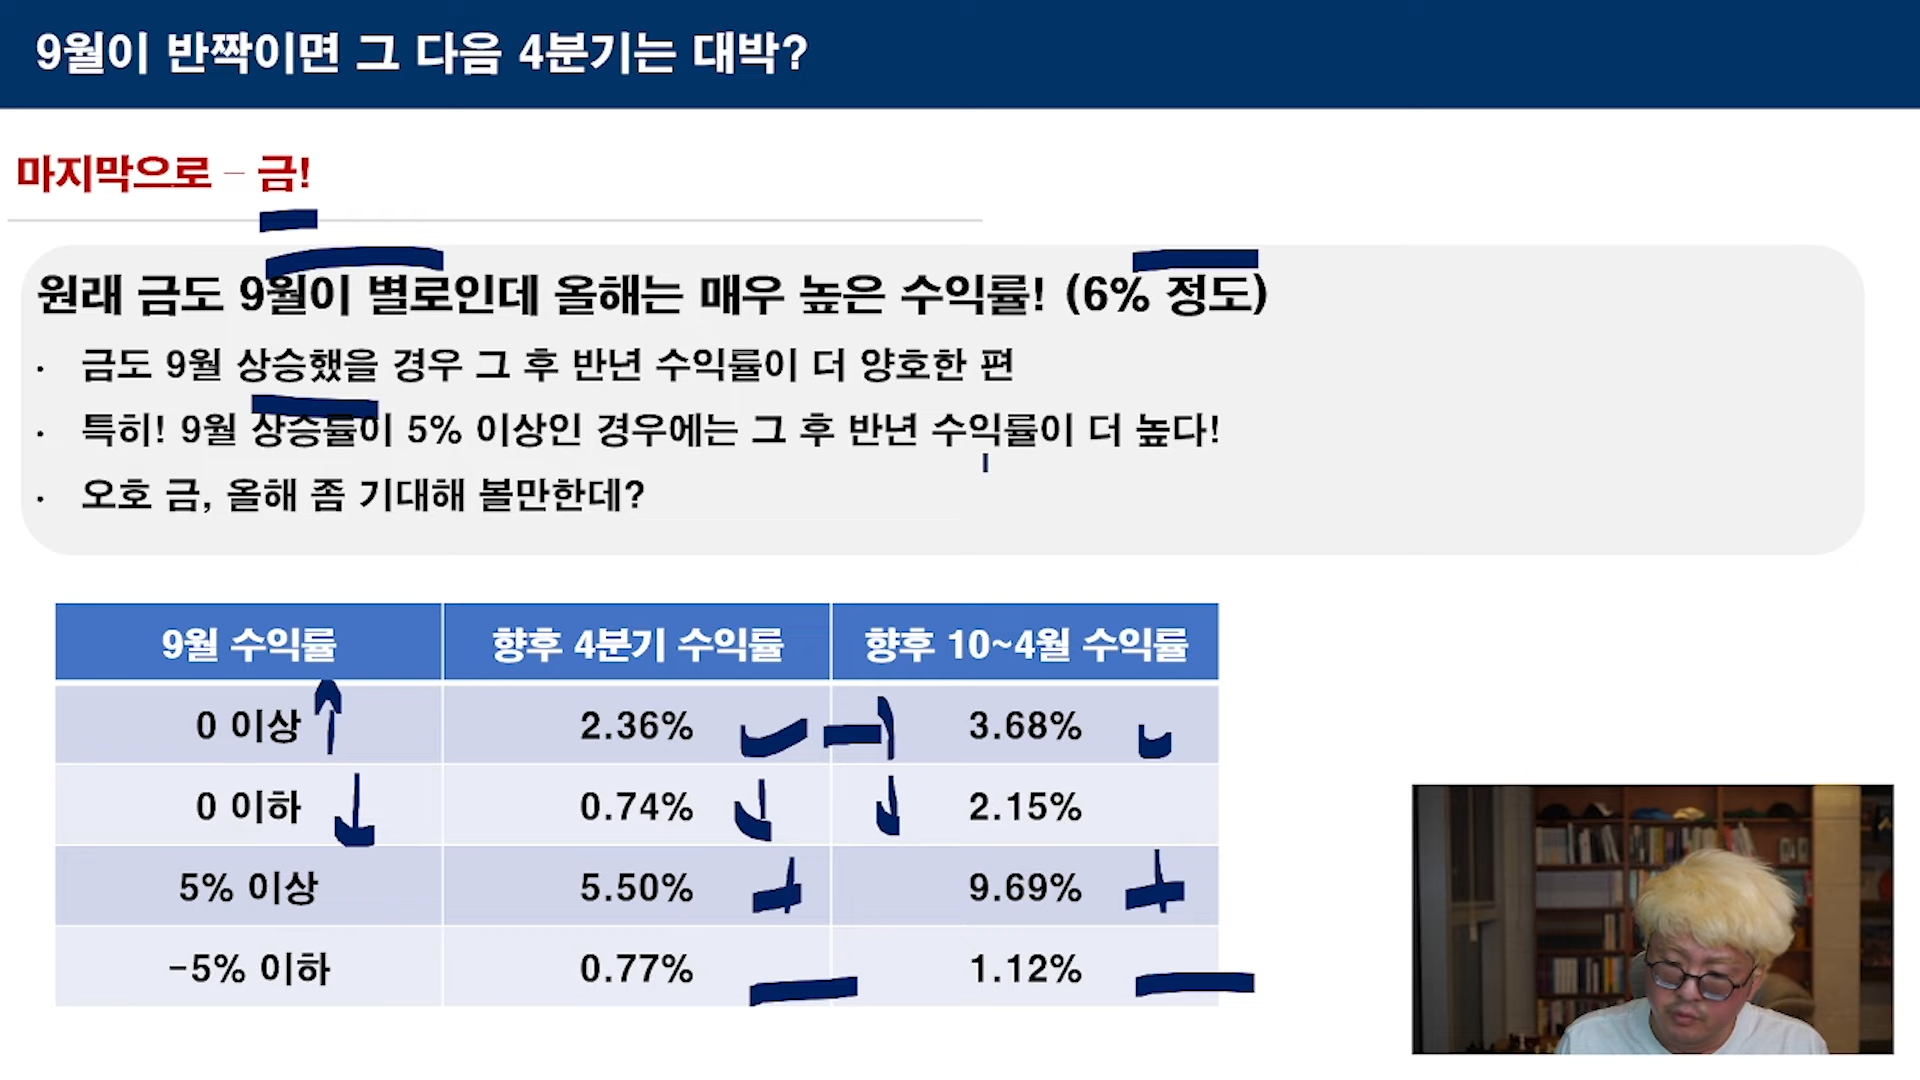 9월이 반짝이면 그 다음 4분기는 대박?
마지막으로 – 금!
원래 금도 9월이 별로인데 올해는 매우 높은 수익률! (6% 정도)
· 금도 9월 상승했을 경우 그 후 반년 수익률이 더 양호한 편
· 특히! 9월 상승률이 5% 이상인 경우에는 그 후 반년 수익률이 더 높다!
· 오호 금, 올해 좀 기대해 볼만한데?
9월 수익률 향후 4분기 수익률 향후 10~4월 수익률
0 이상 2.36% 3.68%
0 이하 0.74% 2.15%
5% 이상 5.50% 9.69%
-5% 이하 0.77% 1.12%